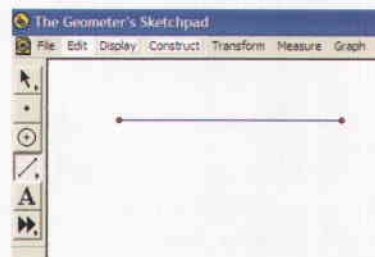 The Geometer's Sketchpad
File Edit Display Construct Transform Measure Graph
A